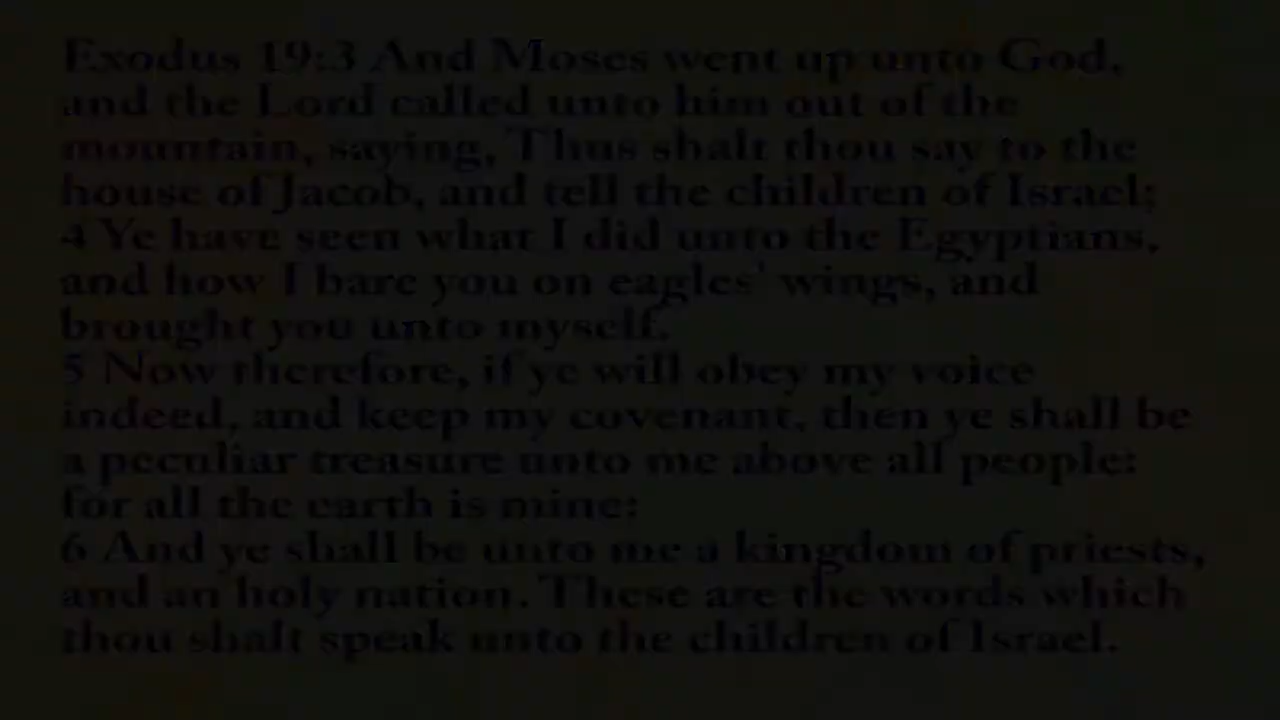 Exodus 19:3 And Moses went up unto God,
and the Lord called unto him out of the
mountain, saying, Thus shalt thou say to the
house of Jacob, and tell the children of Israel;
4 Ye have seen what I did unto the Egyptians,
and how I bare you on eagles' wings, and
brought you unto myself.
5 Now therefore, if ye will obey my voice
indeed, and keep my covenant, then ye shall be
a peculiar treasure unto me above all people:
for all the earth is mine:
6 And ye shall be unto me a kingdom of priests,
and an holy nation. These are the words which
thou shalt speak unto the children of Israel.